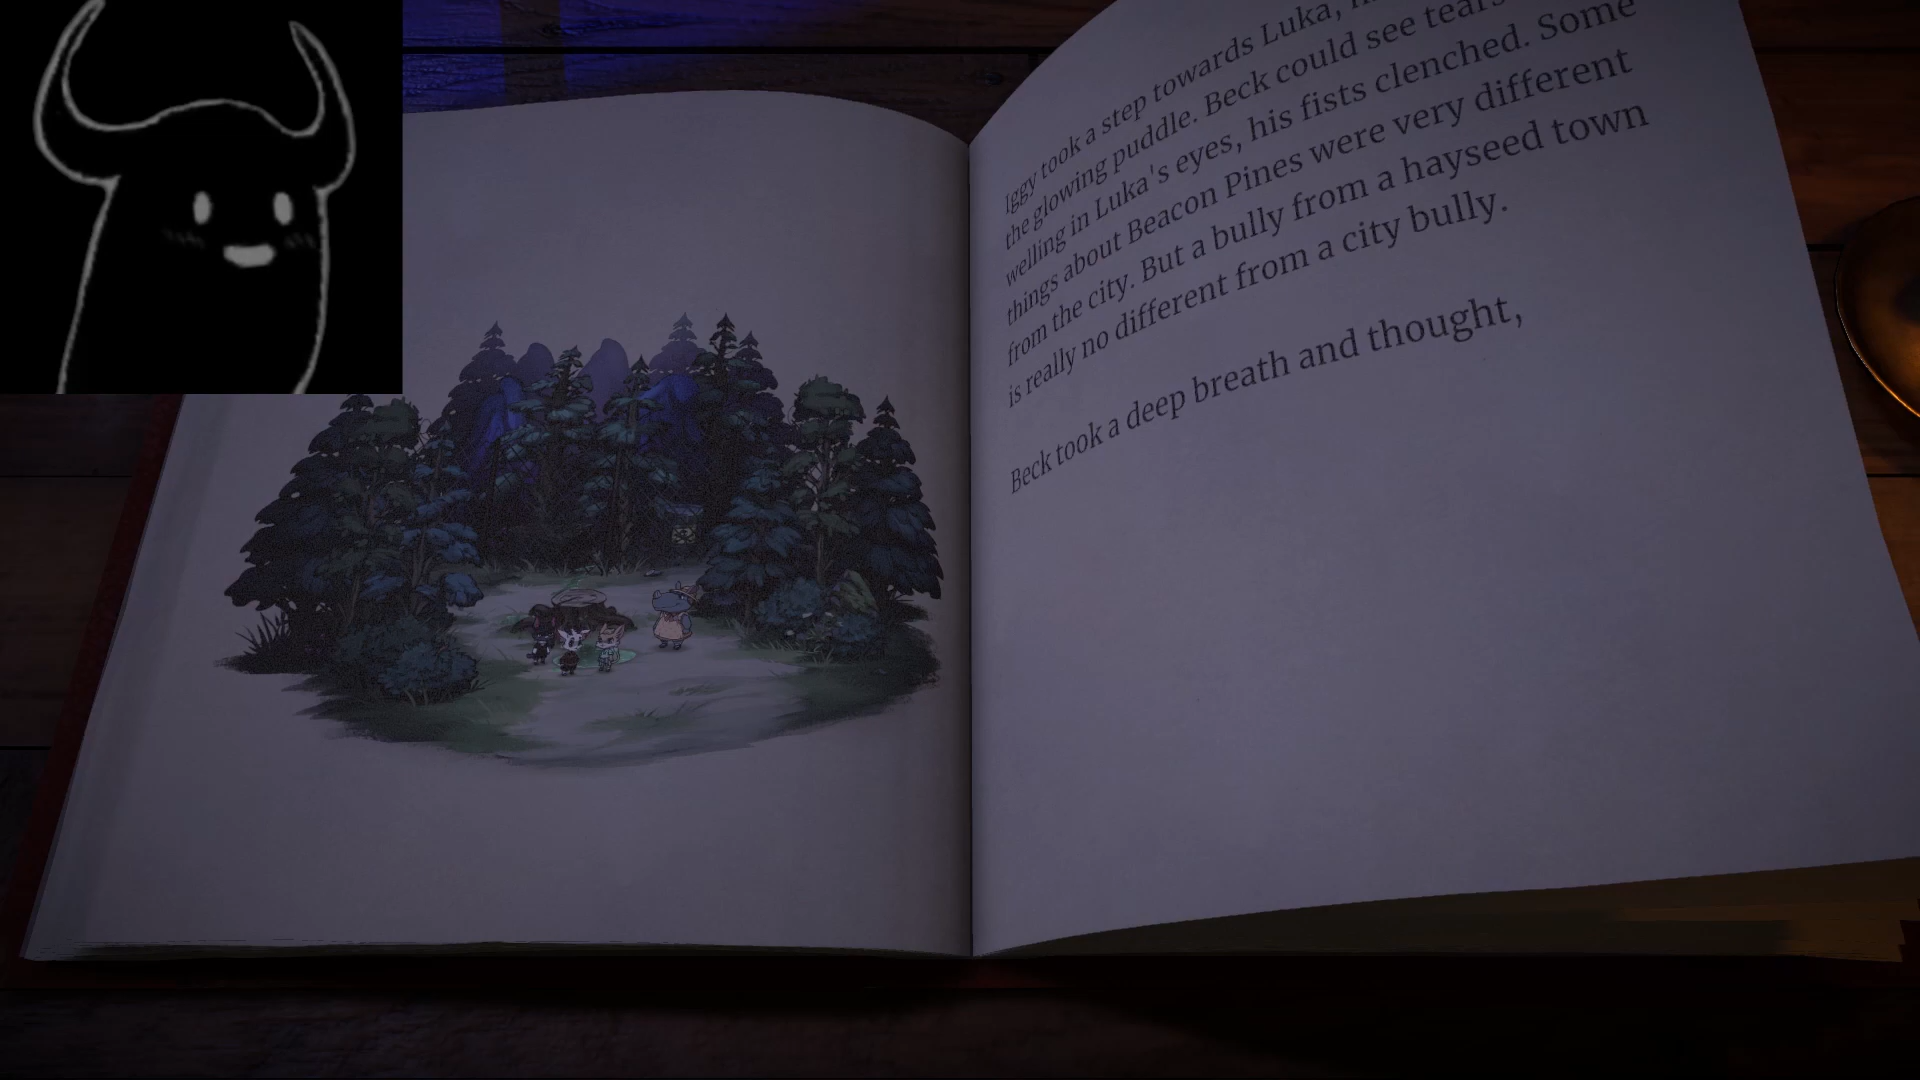 Iggy took a step towards Luka,
the glowing puddle. Beck could see tears
welling in Luka's eyes, his fists clenched. Some
things about Beacon Pines were very different
from the city. But a bully from a hayseed town
is really no different from a city bully.
Beck took a deep breath and thought,